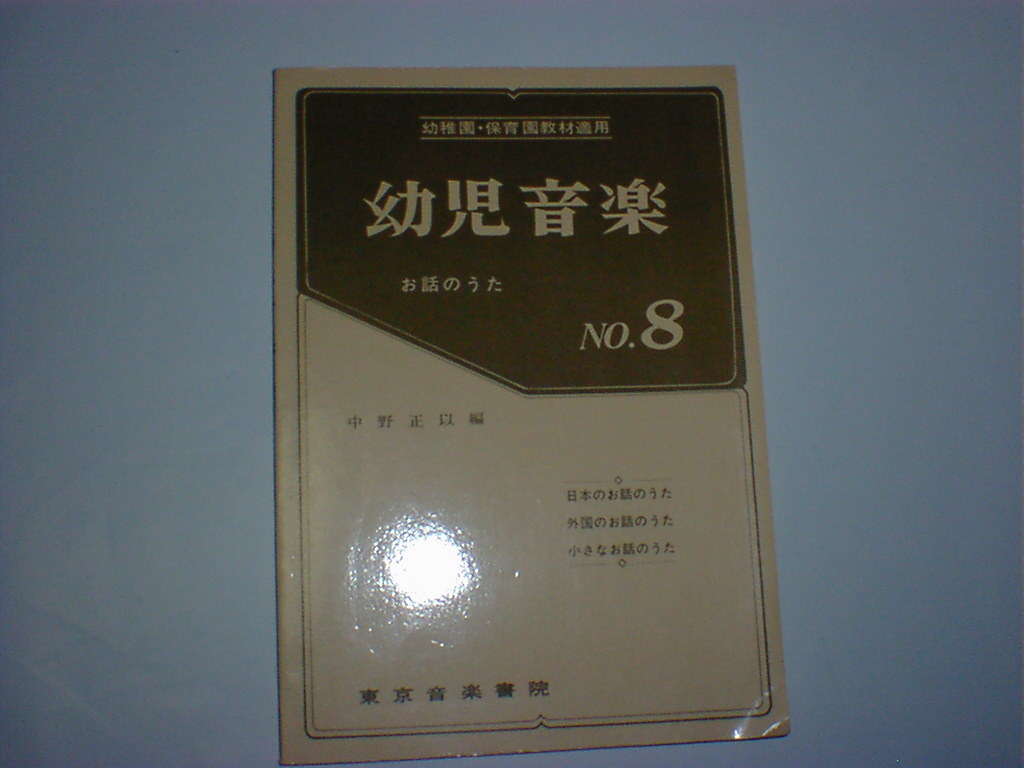 幼稚園・保育園教材適用
幼児音楽
お話のうた
NO.8
中野正以編
日本のお話のうた
外国のお話のうた
小さなお話のうた
東京音楽書院